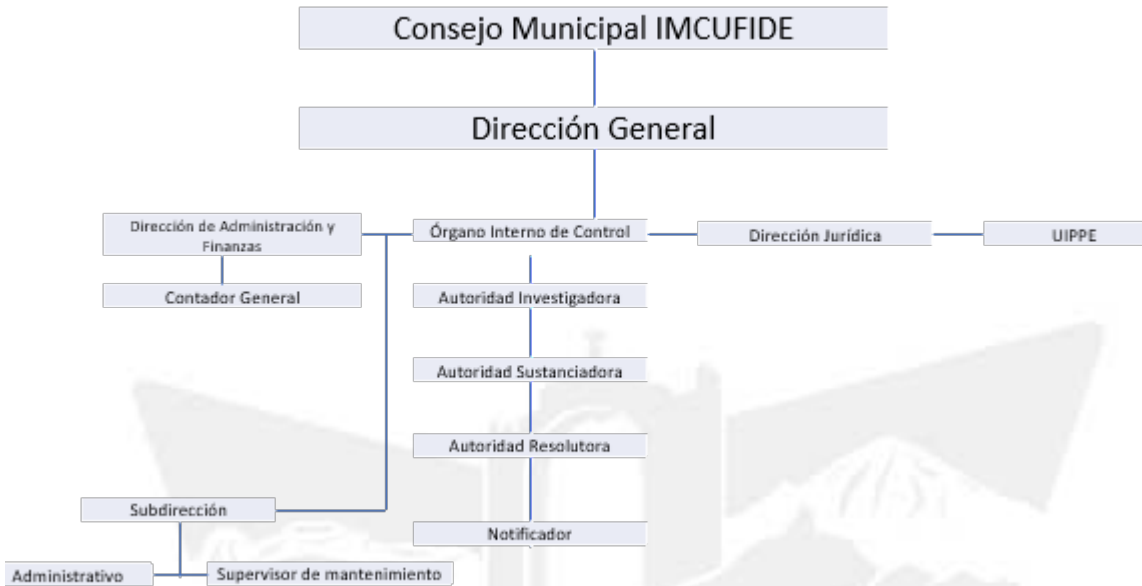 Consejo Municipal IMCUFIDE
Dirección General
Dirección de Administración y
Finanzas
Órgano Interno de Control
Dirección Jurídica
UIPPE
Contador General
Autoridad Investigadora
Autoridad Sustanciadora
Autoridad Resolutora
Subdirección
Notificador
Administrativo
Supervisor de mantenimiento